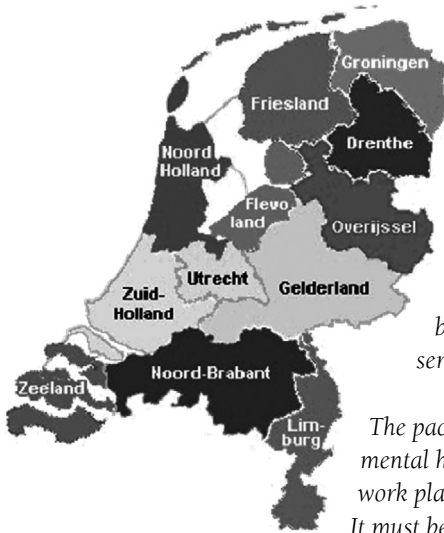 Groningen
Friesland
Drenthe
Noord
Holland
Flevo
land
Overijssel
Utrecht
Gelderland
Zuid-
Holland
Noord-Brabant
Zeeland
Lim-
burg
b
ser
The pac
mental h
work pla
It must be